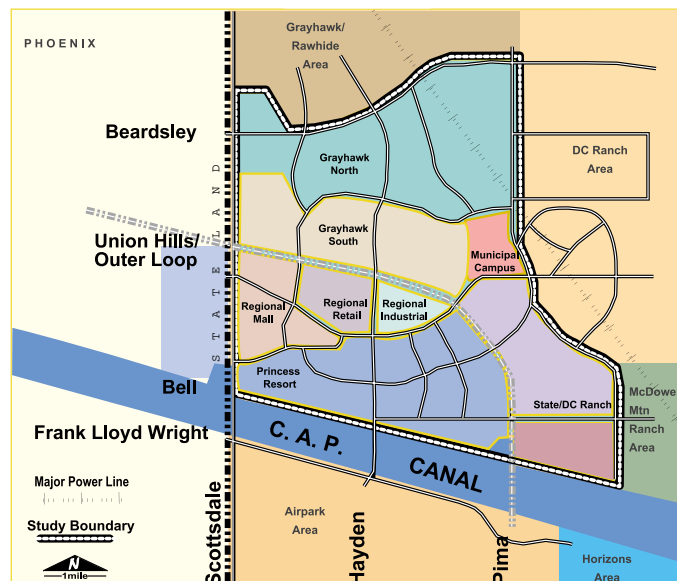 PHOENIX
Grayhawk/
Rawhide
Area
Beardsley
Grayhawk
North
DC Ranch
Area
STATE LAND
Union Hills/
Outer Loop
Grayhawk
South
Municipal
Campus
Regional
Mall
Regional
Retail
Regional
Industrial
Bell
Princess
Resort
State/DC Ranch
McDowe
Mtn
Ranch
Area
Frank Lloyd Wright
C. A. P.
CANAL
Major Power Line
Study Boundary
N
1mile
Scottsdale
Airpark
Area
Hayden
Pima
Horizons
Area